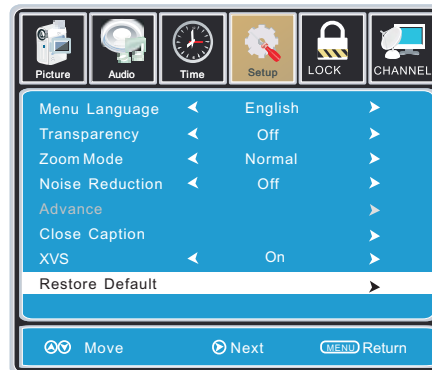 Picture Audio Time Setup LOCK CHANNEL
Menu Language English
Transparency Off
Zoom Mode Normal
Noise Reduction Off
Advance
Close Caption
XVS On
Restore Default
Move Next MENU Return